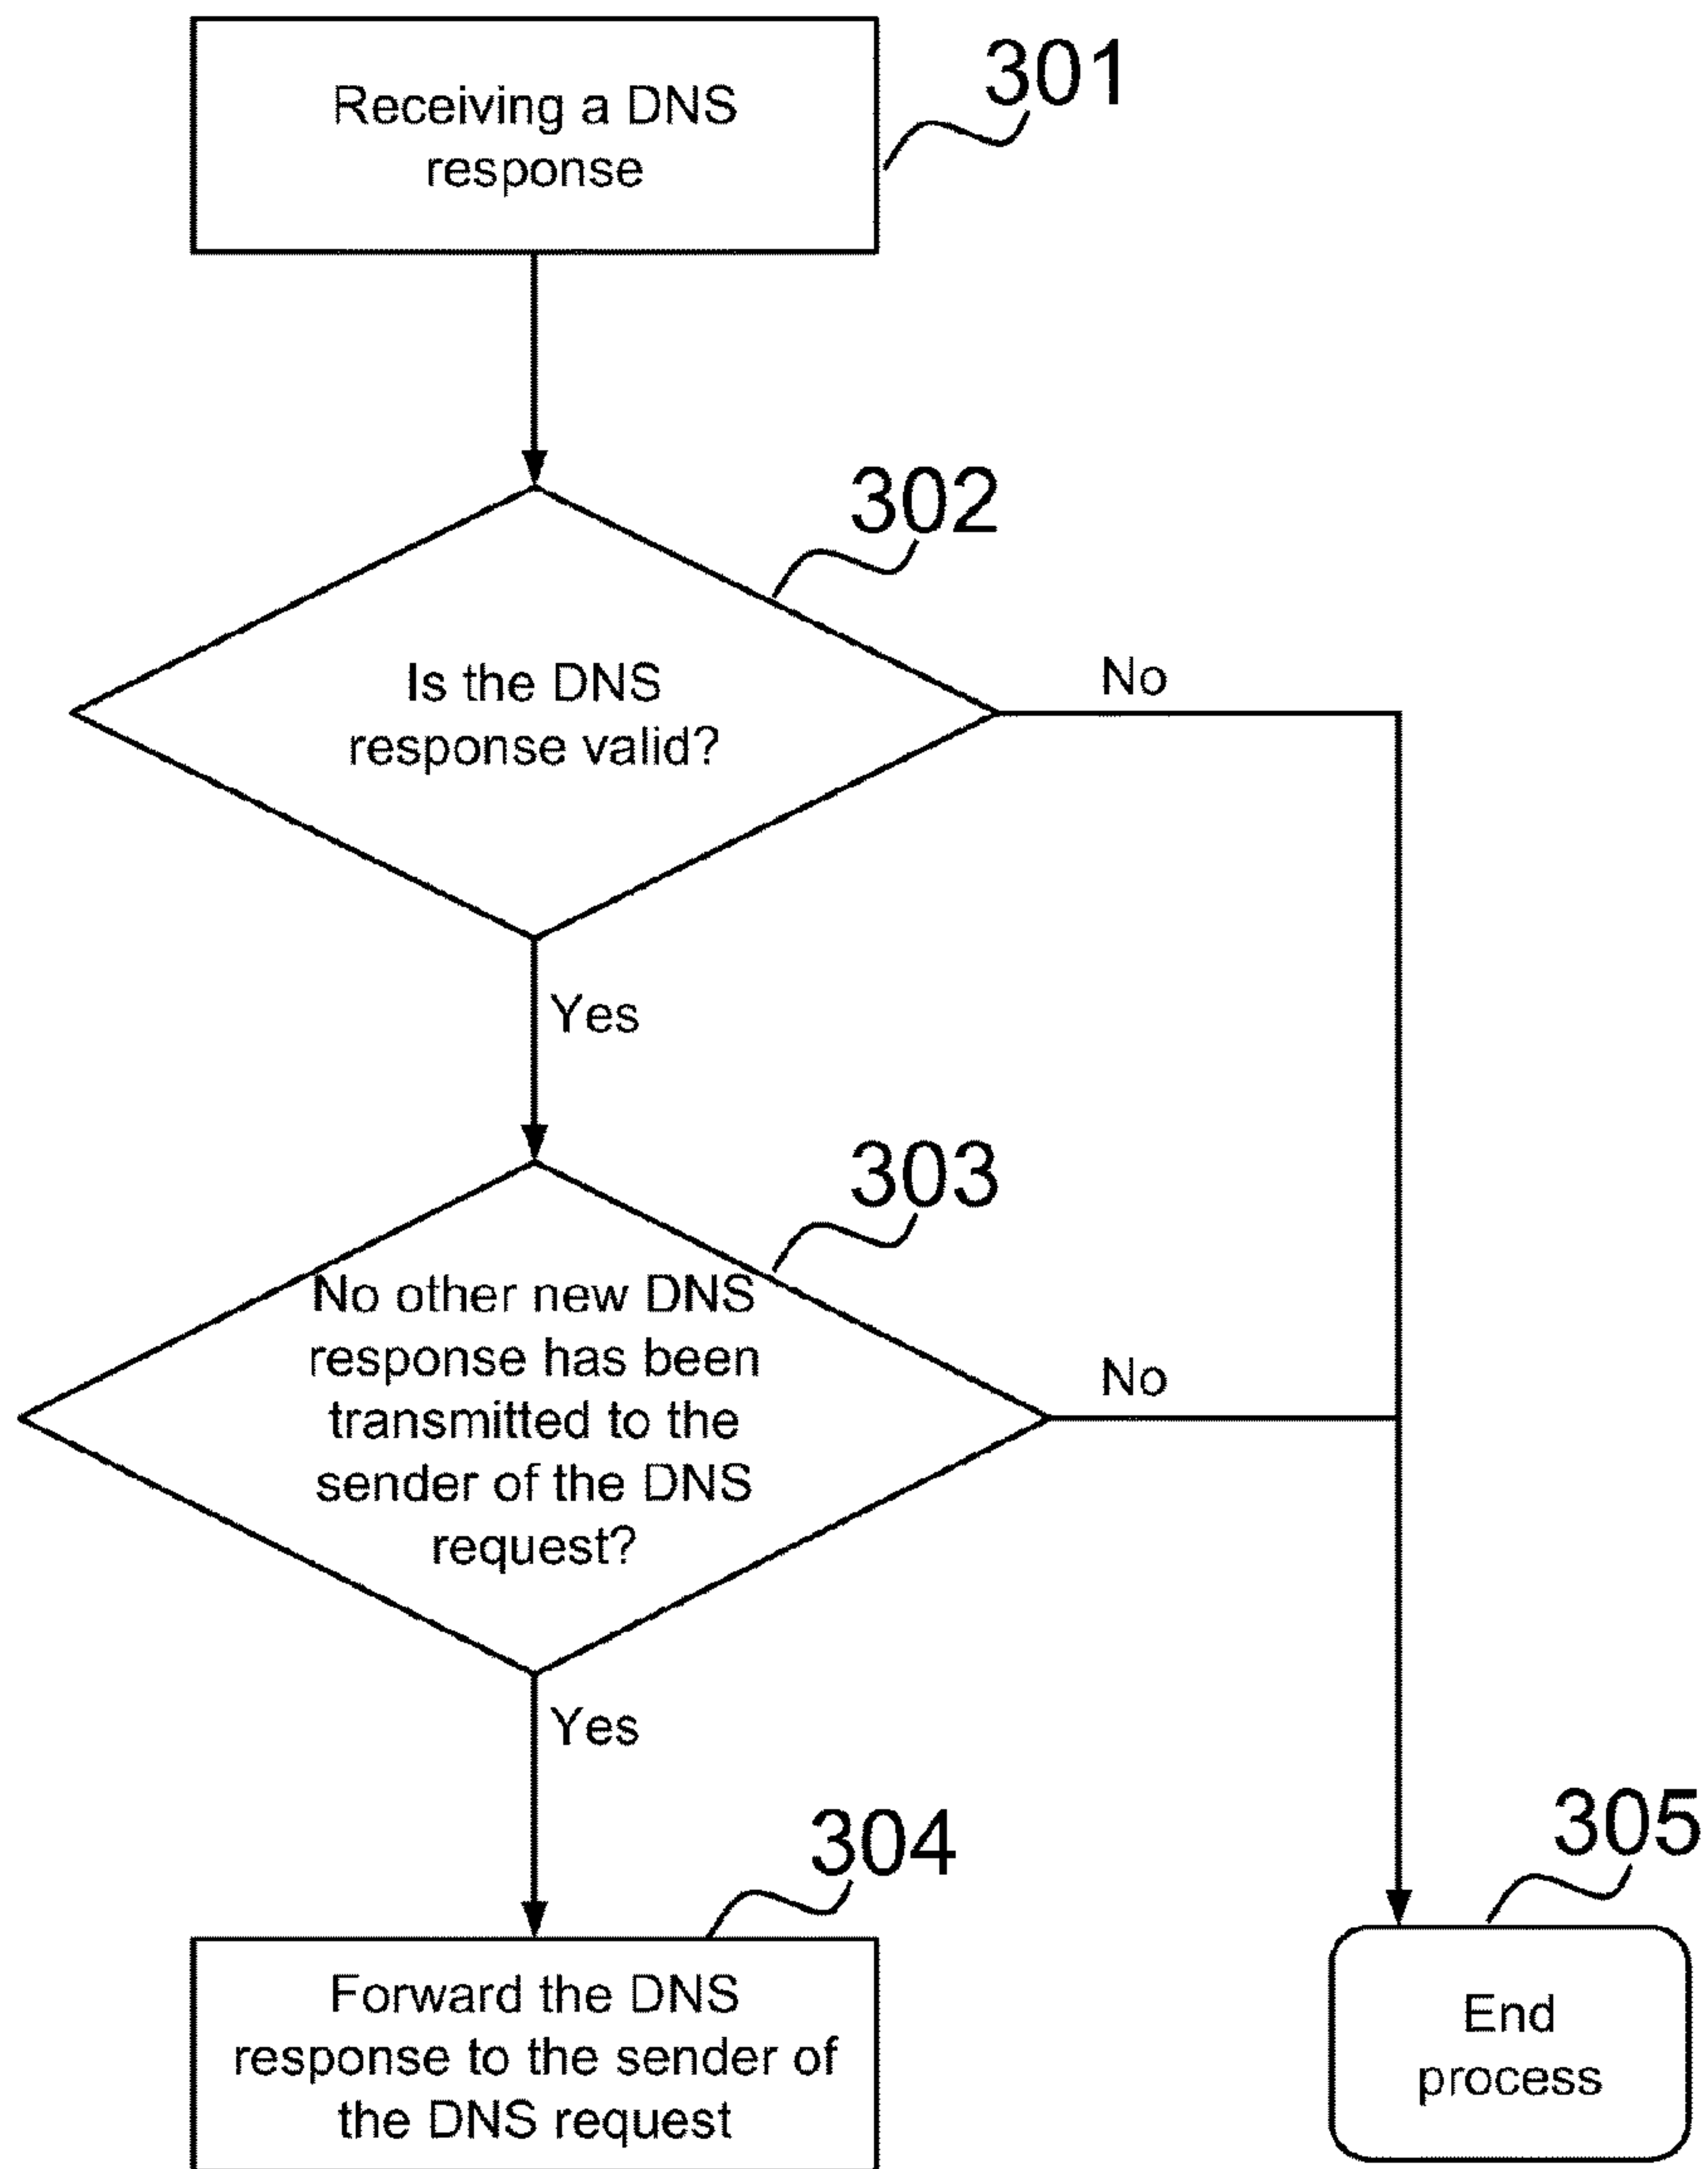 301
Receiving a DNS
response
302
Is the DNS
response valid?
No
Yes
303
No other new DNS
response has been
transmitted to the
sender of the DNS
request?
No
Yes
304
305
Forward the DNS
response to the sender of
the DNS request
End
process